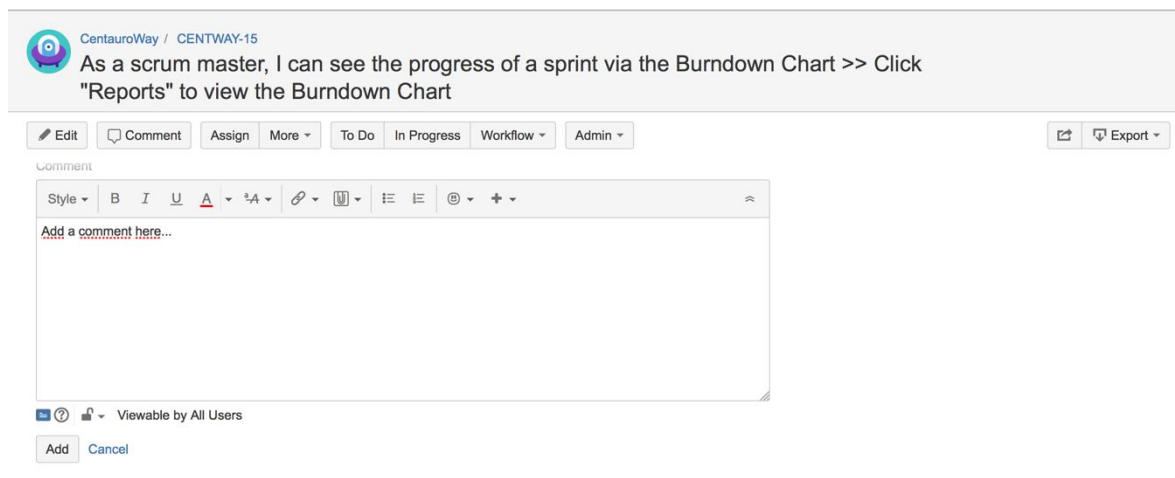 CentauroWay / CENTWAY-15
As a scrum master, I can see the progress of a sprint via the Burndown Chart >> Click
"Reports" to view the Burndown Chart
Edit Comment Assign More To Do In Progress Workflow Admin Export
Comment
Style B I U A ᵃA
Add a comment here...
Viewable by All Users
Add Cancel